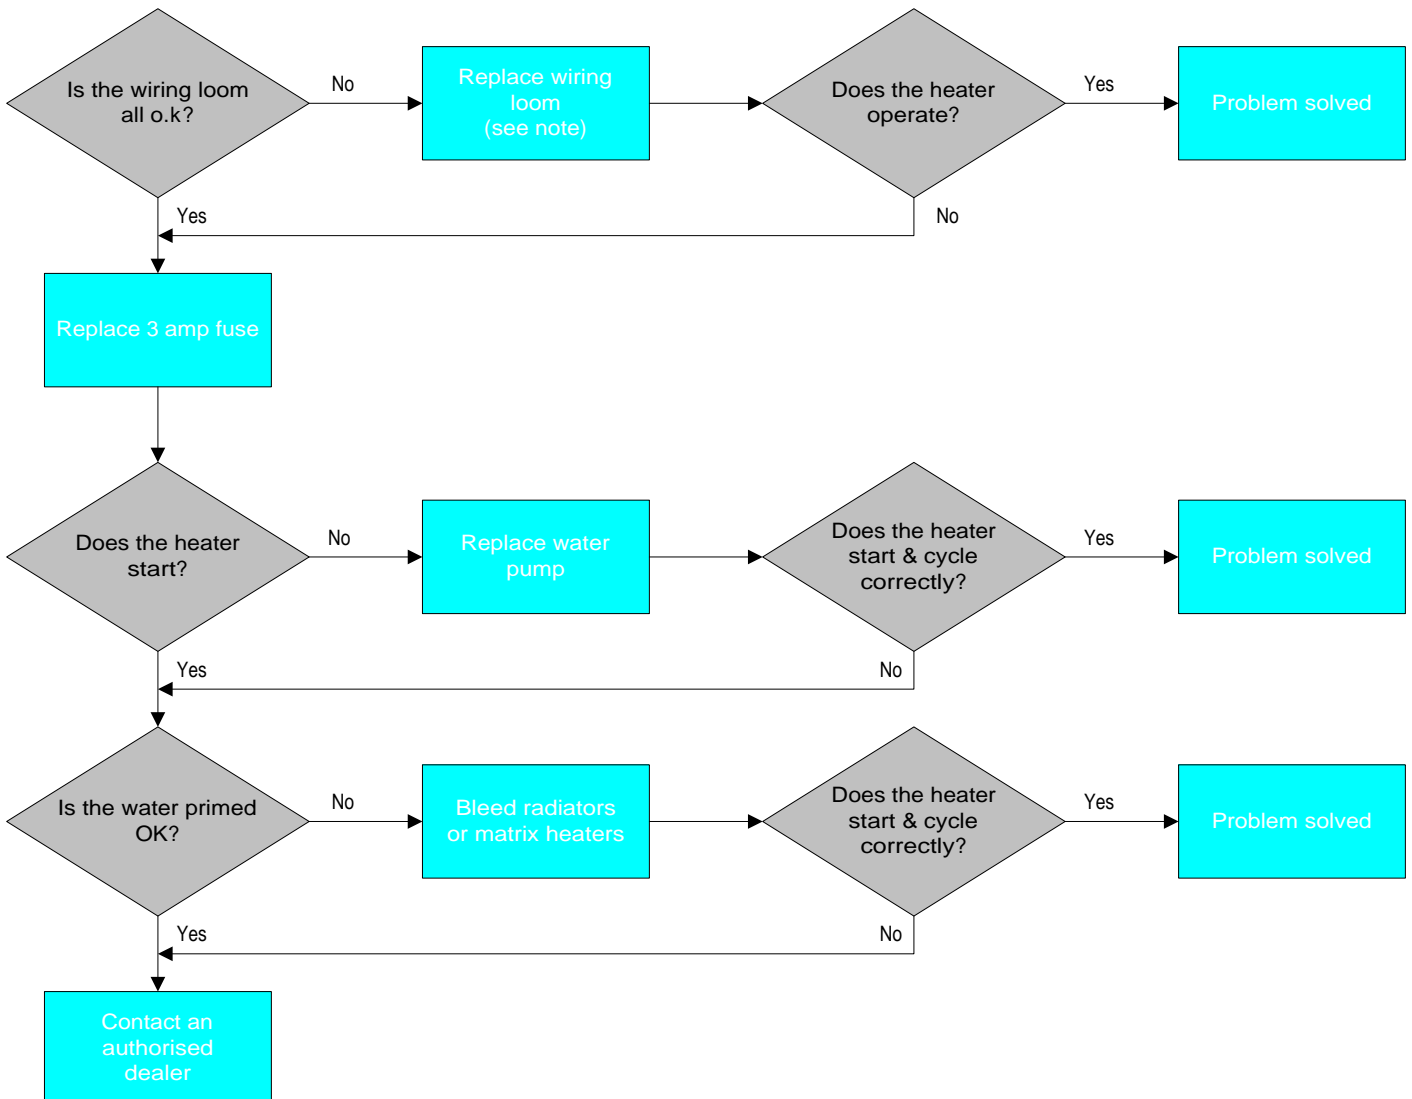 Is the wiring loom
all o.k?
No
Replace wiring
loom
(see note)
Does the heater
operate?
Yes
Problem solved
Yes
No
Replace 3 amp fuse
Does the heater
start?
No
Replace water
pump
Does the heater
start & cycle
correctly?
Yes
Problem solved
Yes
No
Is the water primed
OK?
No
Bleed radiators
or matrix heaters
Does the heater
start & cycle
correctly?
Yes
Problem solved
Yes
No
Contact an
authorised
dealer